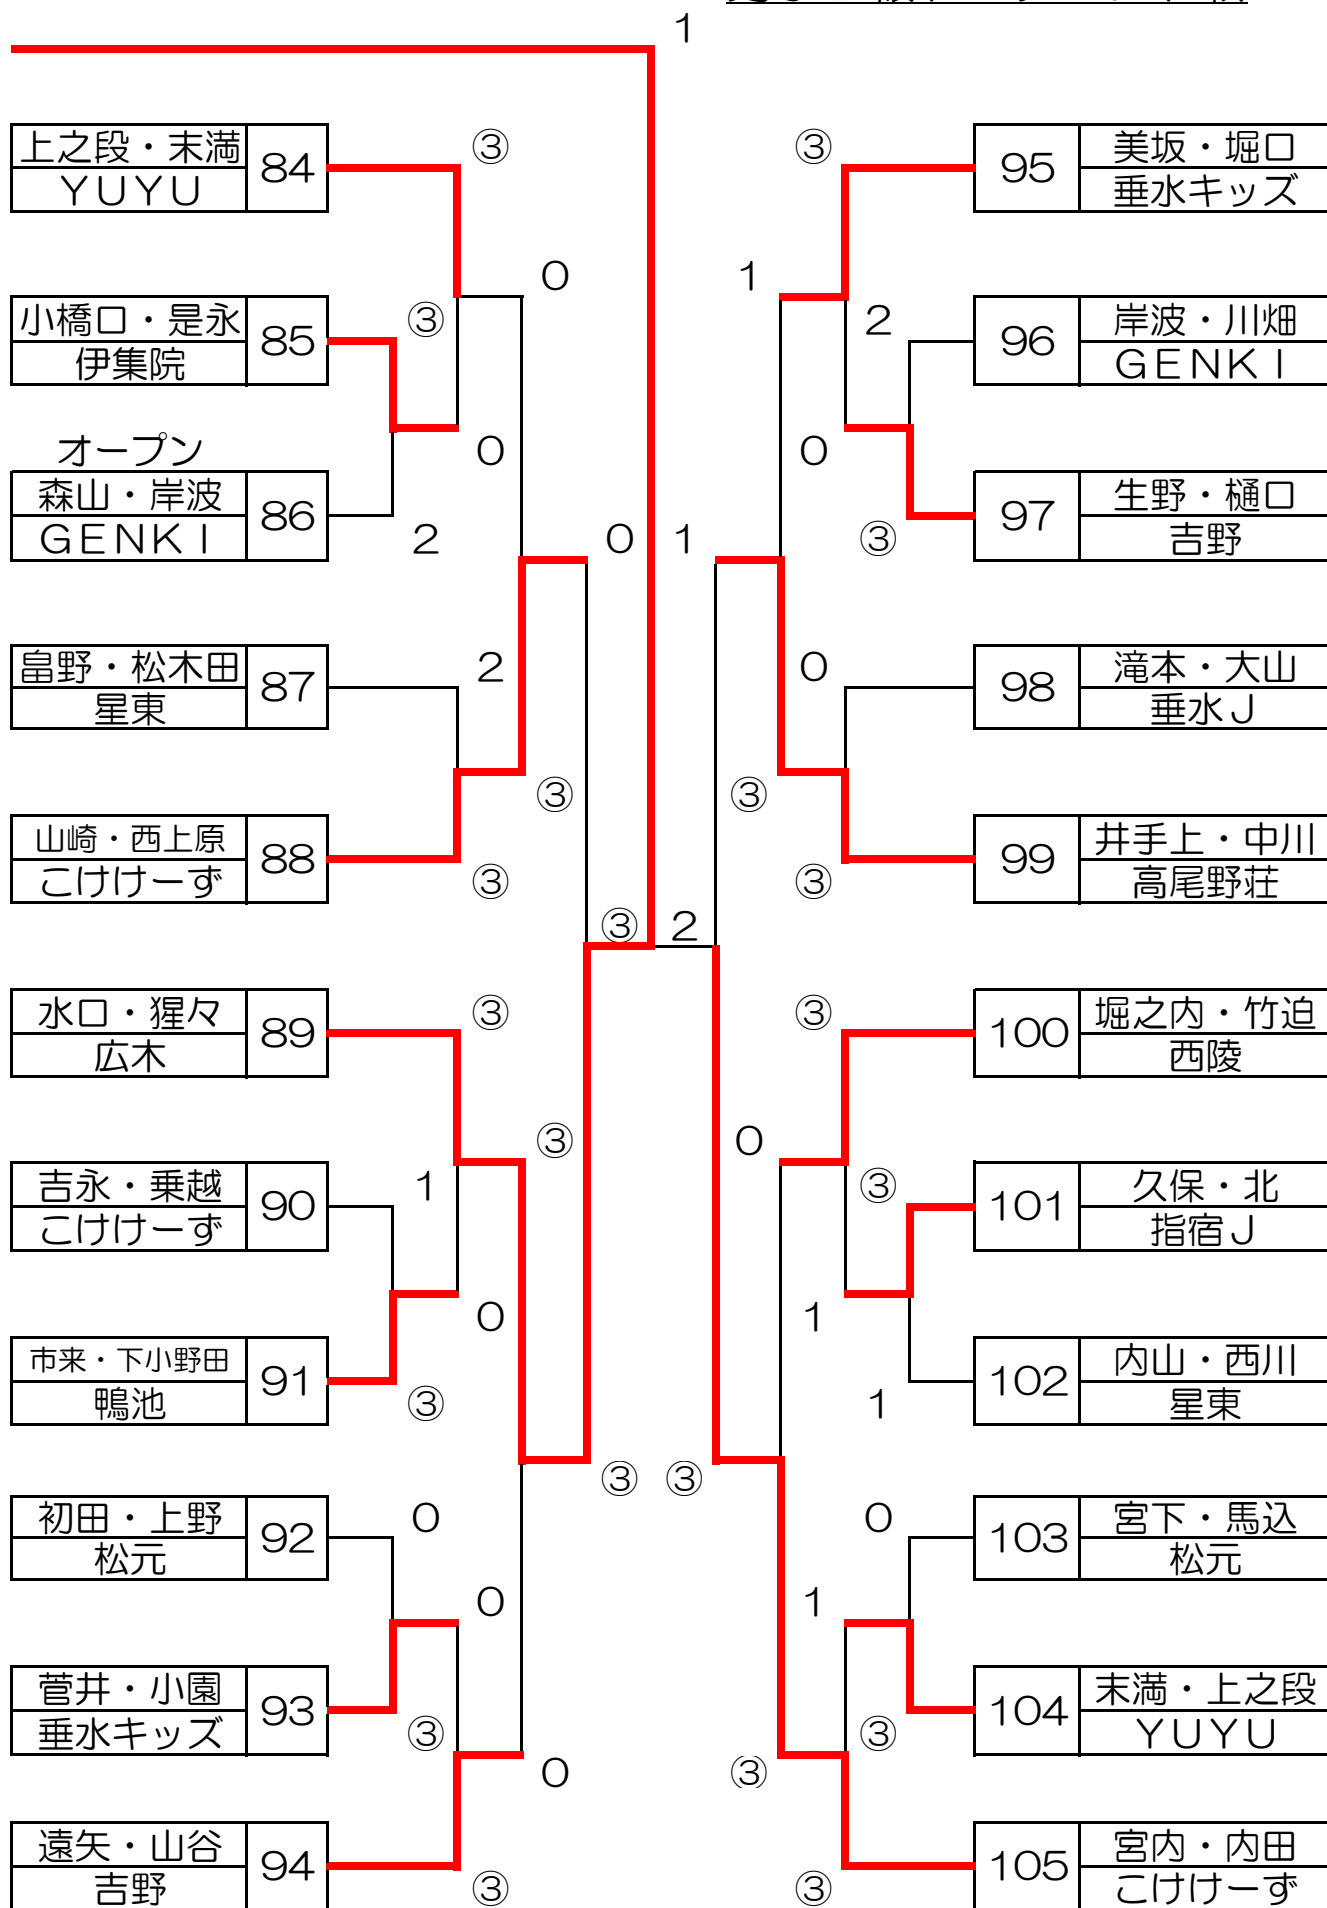 1
上之段・末満
84
ＹＵＹＵ
③
0
小橋口・是永
85
伊集院
③
0
オープン
森山・岸波
86
ＧＥＮＫＩ
2
0
畠野・松木田
87
星東
2
③
山崎・西上原
88
こけけーず
③
③
水口・猩々
89
広木
③
③
吉永・乗越
90
こけけーず
1
0
市来・下小野田
91
鴨池
③
③
初田・上野
92
松元
0
0
菅井・小園
93
垂水キッズ
③
0
遠矢・山谷
94
吉野
③
③
95
美坂・堀口
垂水キッズ
1
2
96
岸波・川畑
ＧＥＮＫＩ
0
97
生野・樋口
吉野
③
1
0
98
滝本・大山
垂水Ｊ
③
99
井手上・中川
高尾野荘
③
2
③
100
堀之内・竹迫
西陵
0
③
101
久保・北
指宿Ｊ
1
102
内山・西川
星東
1
③
0
103
宮下・馬込
松元
1
104
末満・上之段
ＹＵＹＵ
③
③
105
宮内・内田
こけけーず
③